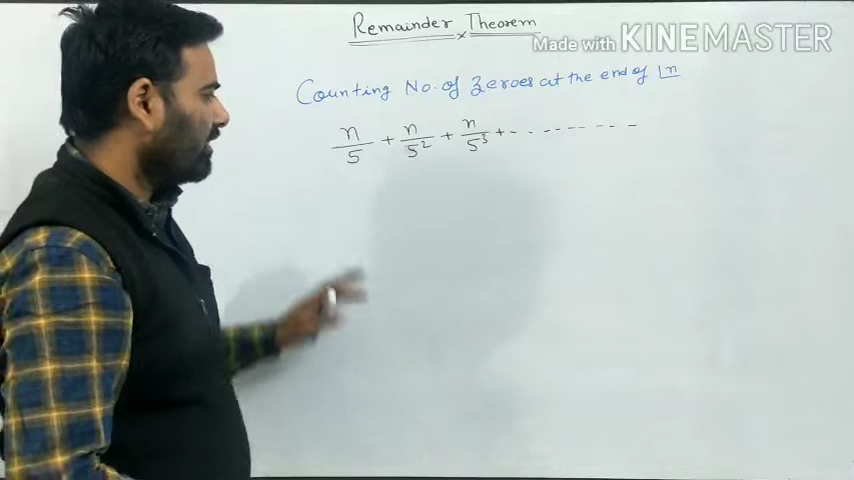 Remainder Theorem
Made with KINEMASTER
Counting No. of Zeroes at the end of ⌊n
n/5 + n/5² + n/5³ + - - - - - - - - -